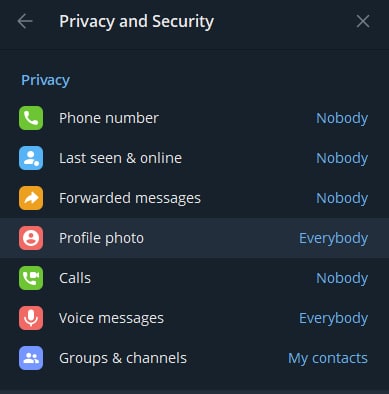 Privacy and Security
Privacy
Phone number Nobody
Last seen & online Nobody
Forwarded messages Nobody
Profile photo Everybody
Calls Nobody
Voice messages Everybody
Groups & channels My contacts